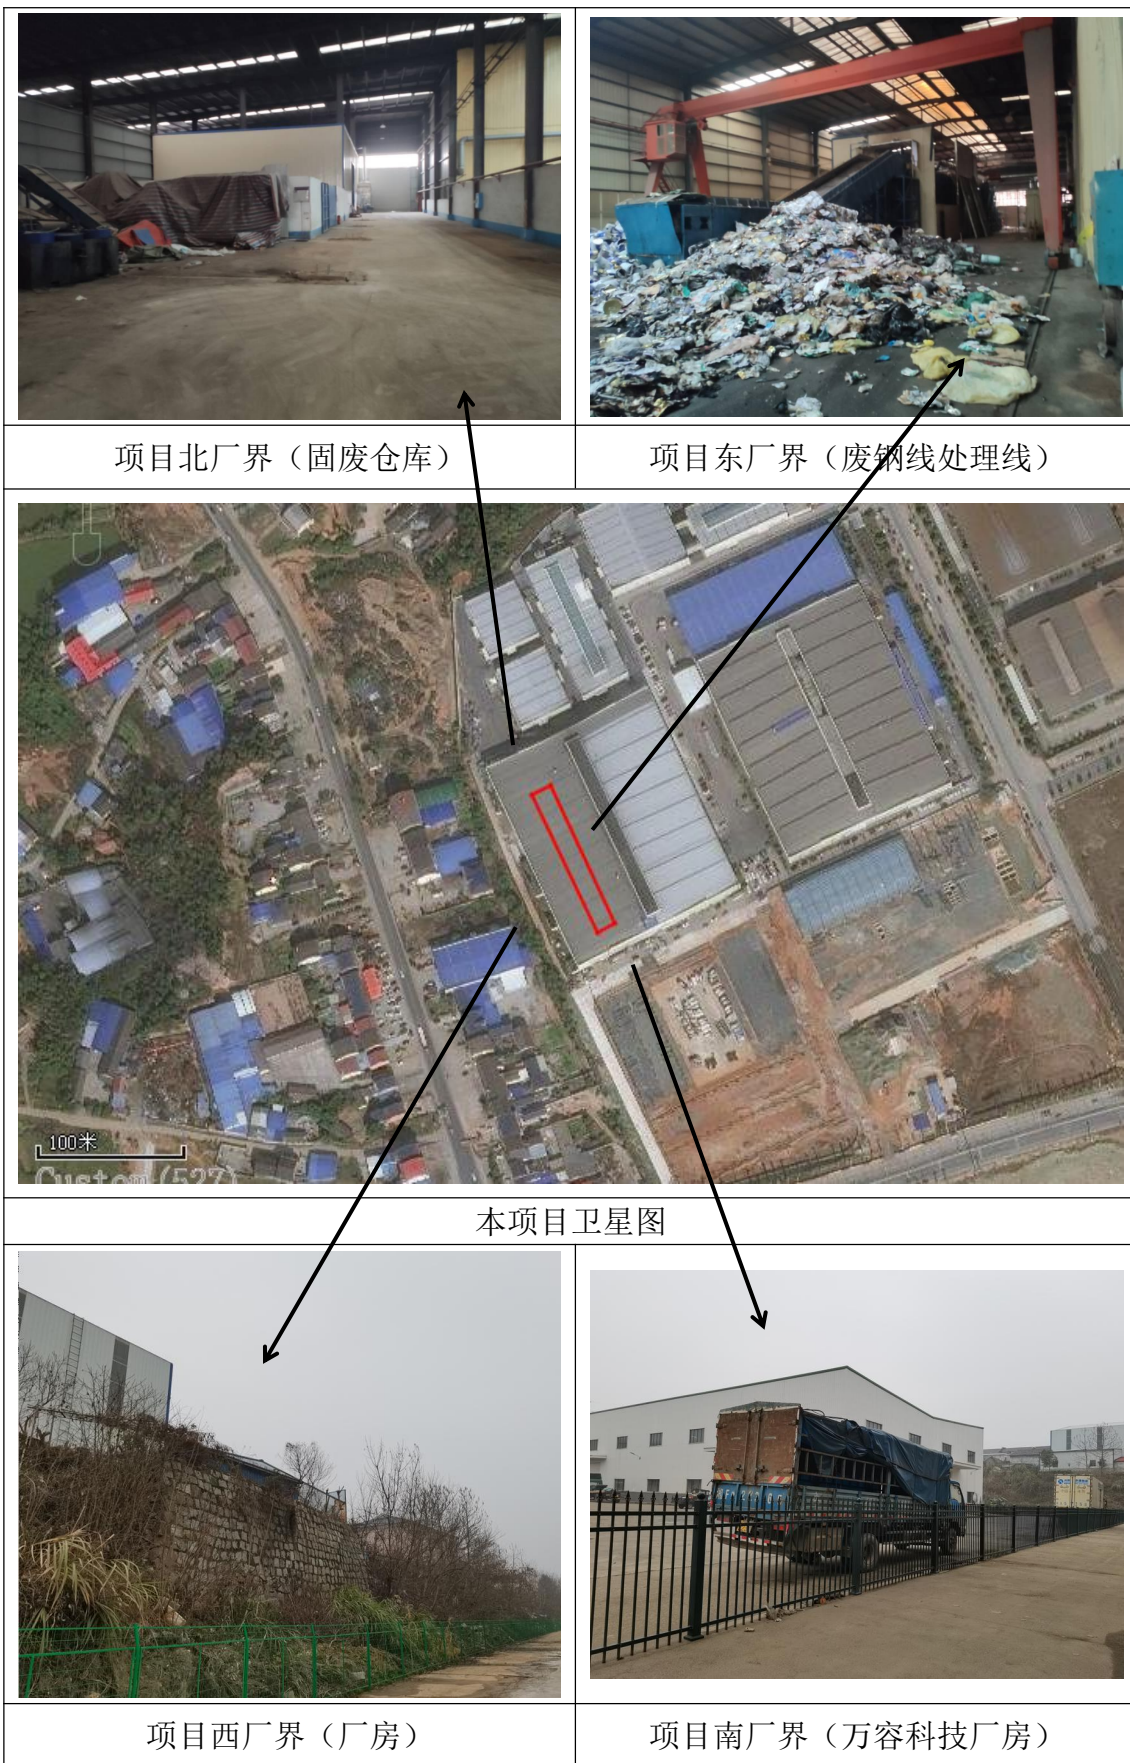 项目北厂界（固废仓库）
项目东厂界（废钢线处理线）
100米
Custom(527)
本项目卫星图
项目西厂界（厂房）
项目南厂界（万容科技厂房）